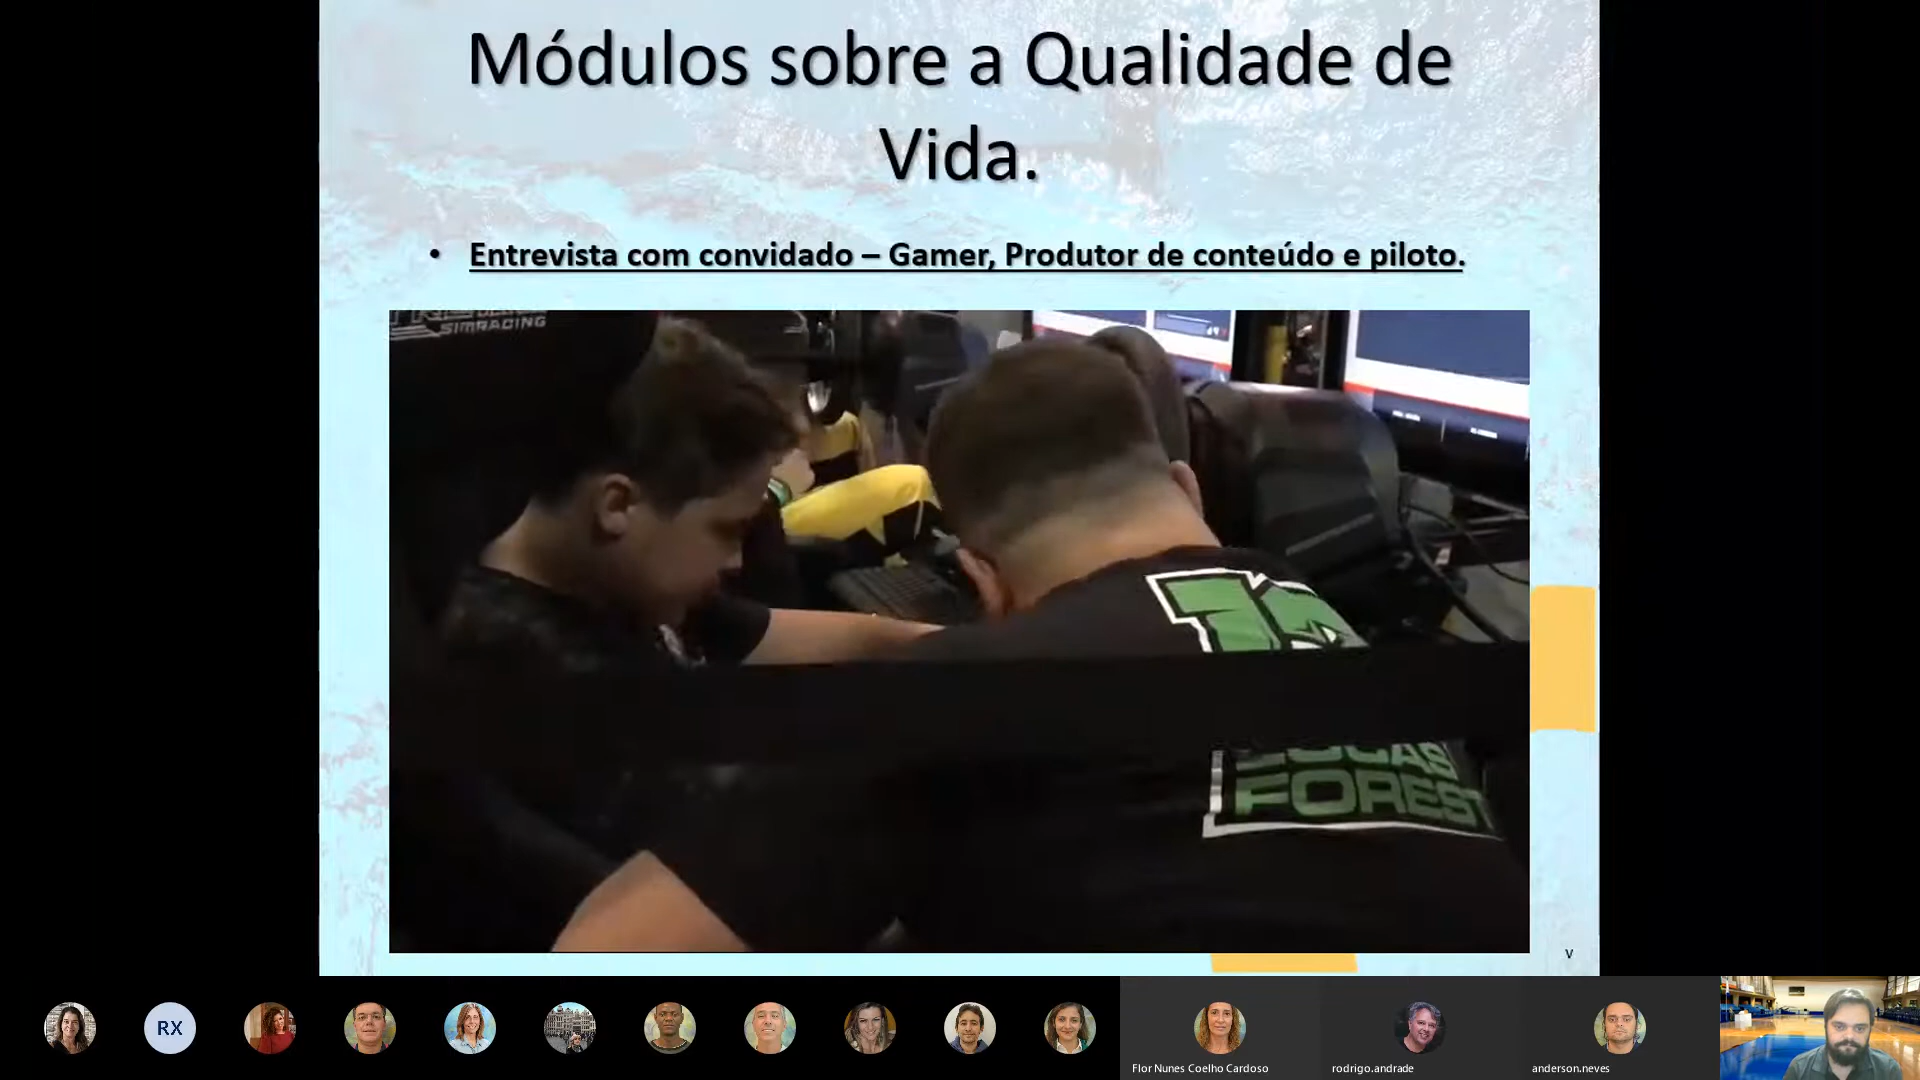 Módulos sobre a Qualidade de
Vida.
• Entrevista com convidado – Gamer, Produtor de conteúdo e piloto.
SIMRACING
FOREST
V
RX
Flor Nunes Coelho Cardoso
rodrigo.andrade
anderson.neves